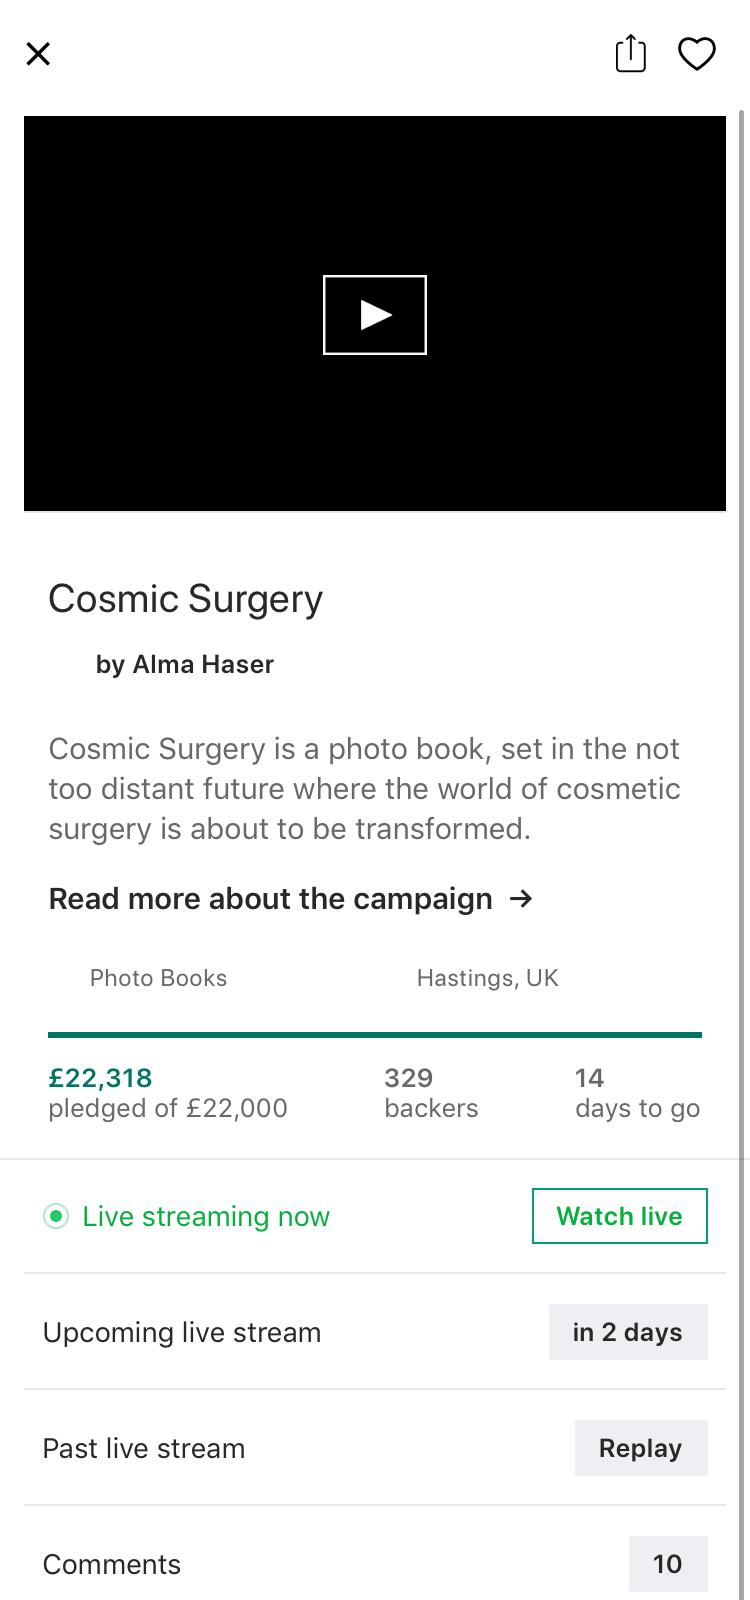 Cosmic Surgery
by Alma Haser
Cosmic Surgery is a photo book, set in the not
too distant future where the world of cosmetic
surgery is about to be transformed.
Read more about the campaign →
Photo Books
Hastings, UK
£22,318
pledged of £22,000
329
backers
14
days to go
Live streaming now
Watch live
Upcoming live stream
in 2 days
Past live stream
Replay
Comments
10